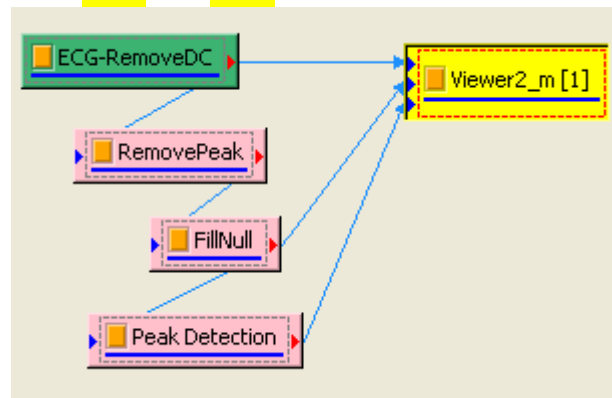 ECG-RemoveDC
Viewer2_m [1]
RemovePeak
FillNull
Peak Detection